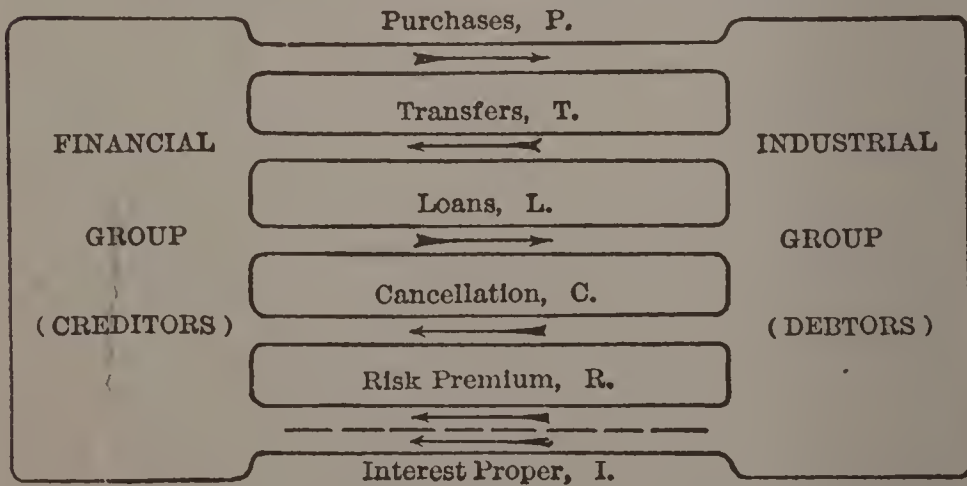 Purchases, P.
Transfers, T.
FINANCIAL
INDUSTRIAL
Loans, L.
GROUP
GROUP
Cancellation, C.
(CREDITORS)
(DEBTORS)
Risk Premium, R.
Interest Proper, I.